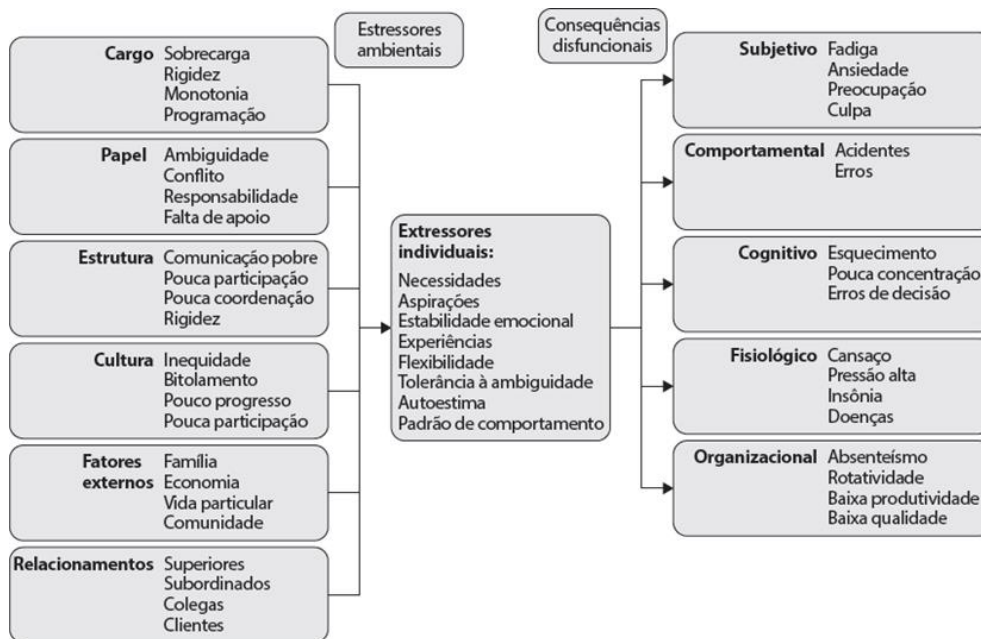 Estressores
ambientais
Consequências
disfuncionais
Cargo Sobrecarga
Rigidez
Monotonia
Programação
Papel Ambiguidade
Conflito
Responsabilidade
Falta de apoio
Estrutura Comunicação pobre
Pouca participação
Pouca coordenação
Rigidez
Cultura Inequidade
Bitolamento
Pouco progresso
Pouca participação
Fatores Família
externos Economia
Vida particular
Comunidade
Relacionamentos Superiores
Subordinados
Colegas
Clientes
Extressores
individuais:
Necessidades
Aspirações
Estabilidade emocional
Experiências
Flexibilidade
Tolerância à ambiguidade
Autoestima
Padrão de comportamento
Subjetivo Fadiga
Ansiedade
Preocupação
Culpa
Comportamental Acidentes
Erros
Cognitivo Esquecimento
Pouca concentração
Erros de decisão
Fisiológico Cansaço
Pressão alta
Insônia
Doenças
Organizacional Absenteísmo
Rotatividade
Baixa produtividade
Baixa qualidade